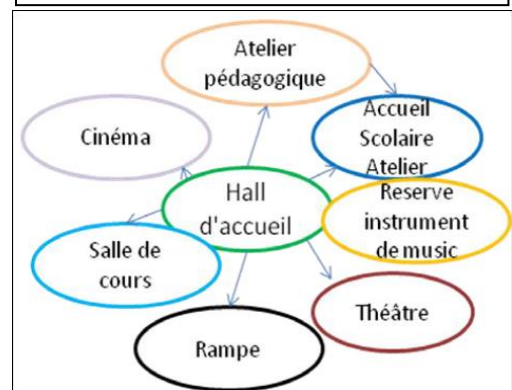 Atelier
pédagogique
Cinéma
Accueil
Scolaire
Atelier
Hall
d'accueil
Reserve
instrument
de music
Salle de
cours
Théâtre
Rampe